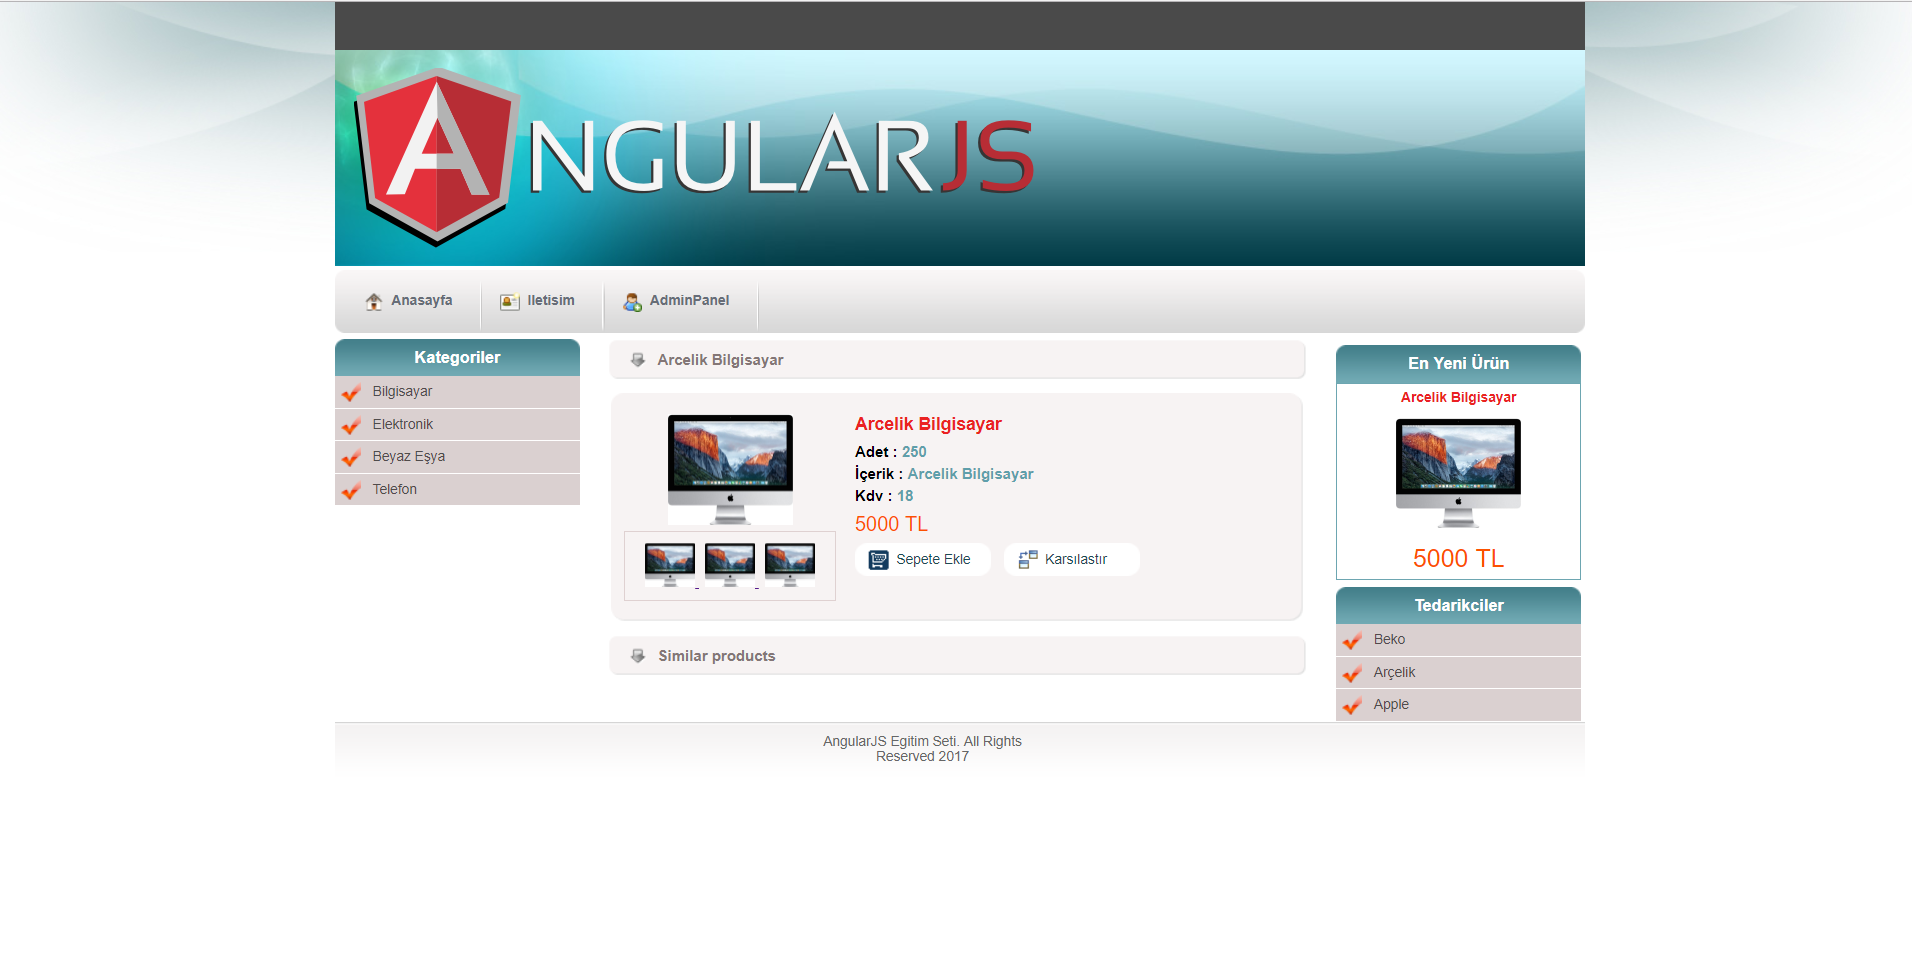 ANGULARJS
Anasayfa
Iletisim
AdminPanel
Kategoriler
Bilgisayar
Elektronik
Beyaz Eşya
Telefon
Arcelik Bilgisayar
Arcelik Bilgisayar
Adet : 250
İçerik : Arcelik Bilgisayar
Kdv : 18
5000 TL
Sepete Ekle
Karsılastır
Similar products
En Yeni Ürün
Arcelik Bilgisayar
5000 TL
Tedarikciler
Beko
Arçelik
Apple
AngularJS Egitim Seti. All Rights
Reserved 2017